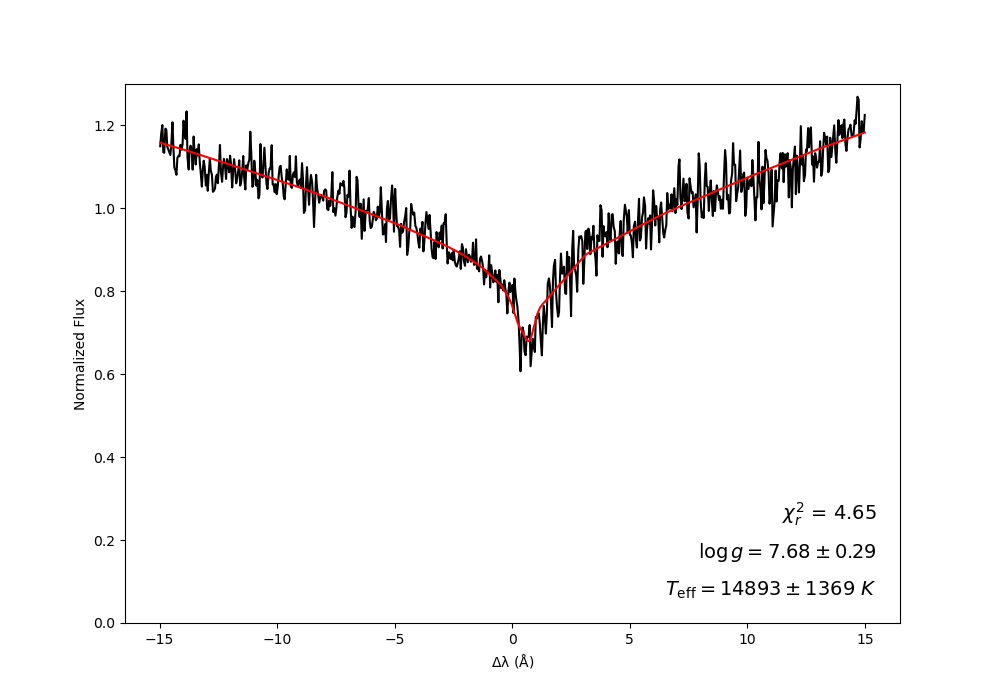 1.2
1.0
0.8
0.6
0.4
0.2
0.0
Normalized Flux
χ²ᵣ = 4.65
log g = 7.68 ± 0.29
T_eff = 14893 ± 1369 K
−15 −10 −5 0 5 10 15
Δλ (Å)